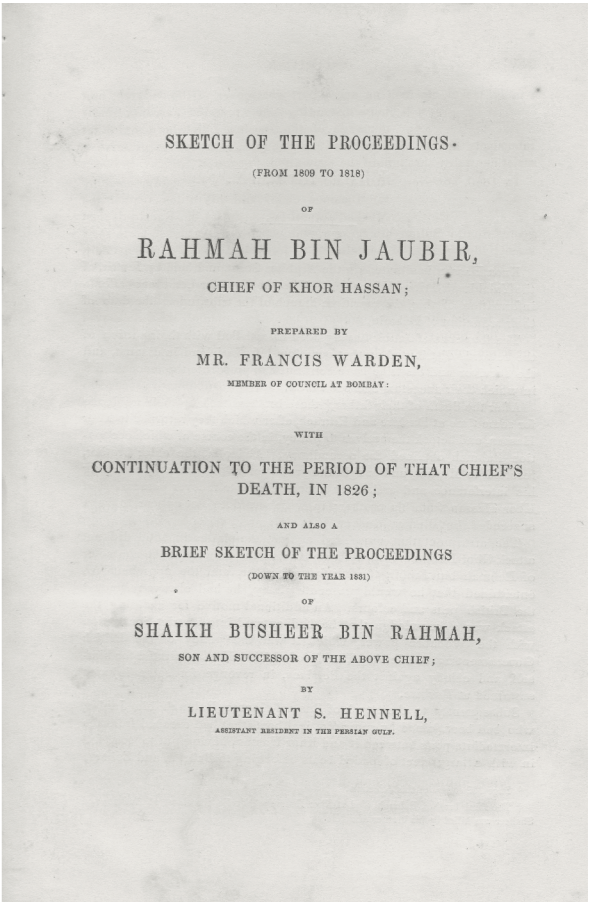 SKETCH OF THE PROCEEDINGS
(FROM 1809 TO 1818)
OF
RAHMAH BIN JAUBIR,
CHIEF OF KHOR HASSAN;
PREPARED BY
MR. FRANCIS WARDEN,
MEMBER OF COUNCIL AT BOMBAY:
WITH
CONTINUATION TO THE PERIOD OF THAT CHIEF'S
DEATH, IN 1826;
AND ALSO A
BRIEF SKETCH OF THE PROCEEDINGS
(DOWN TO THE YEAR 1831)
OF
SHAIKH BUSHEER BIN RAHMAH,
SON AND SUCCESSOR OF THE ABOVE CHIEF;
BY
LIEUTENANT S. HENNELL,
ASSISTANT RESIDENT IN THE PERSIAN GULF.